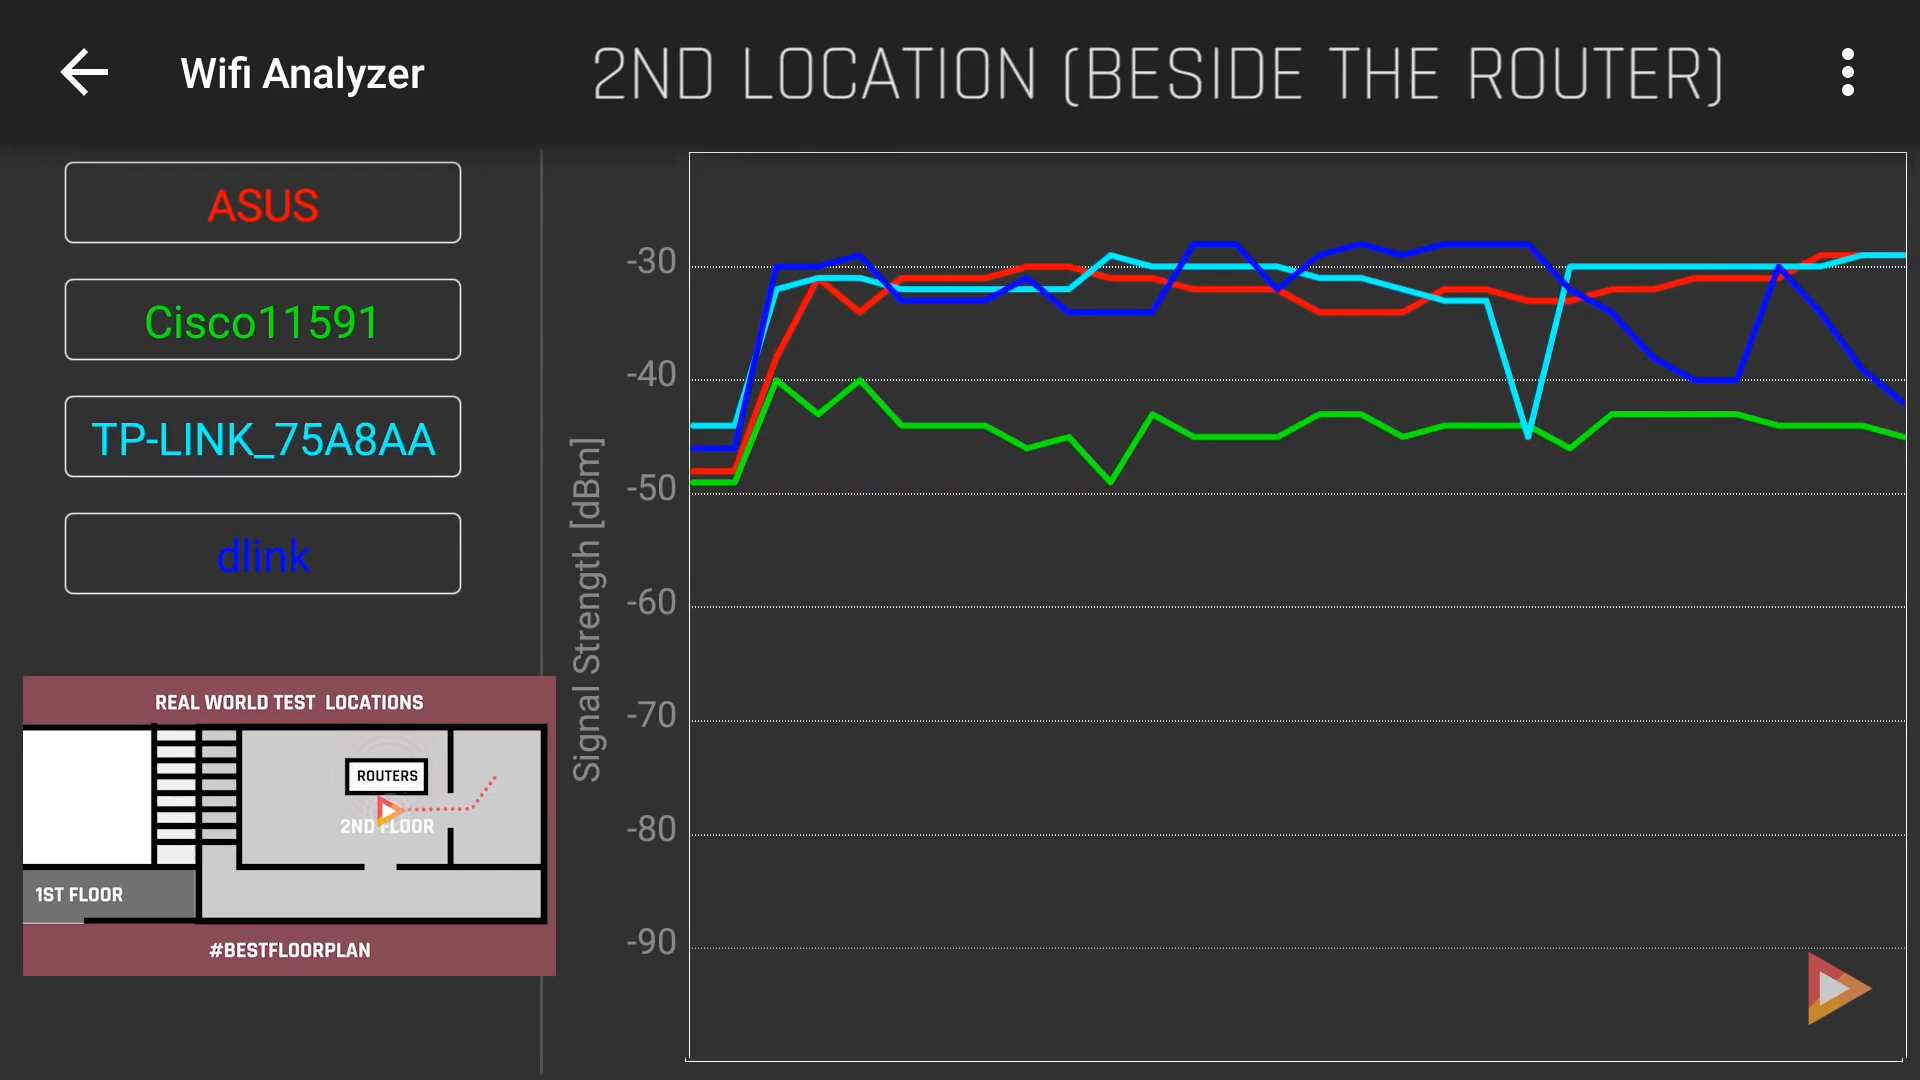 Wifi Analyzer
2ND LOCATION (BESIDE THE ROUTER)
ASUS
Cisco11591
TP-LINK_75A8AA
dlink
Signal Strength [dBm]
-30
-40
-50
-60
-70
-80
-90
REAL WORLD TEST LOCATIONS
ROUTERS
2ND FLOOR
1ST FLOOR
#BESTFLOORPLAN